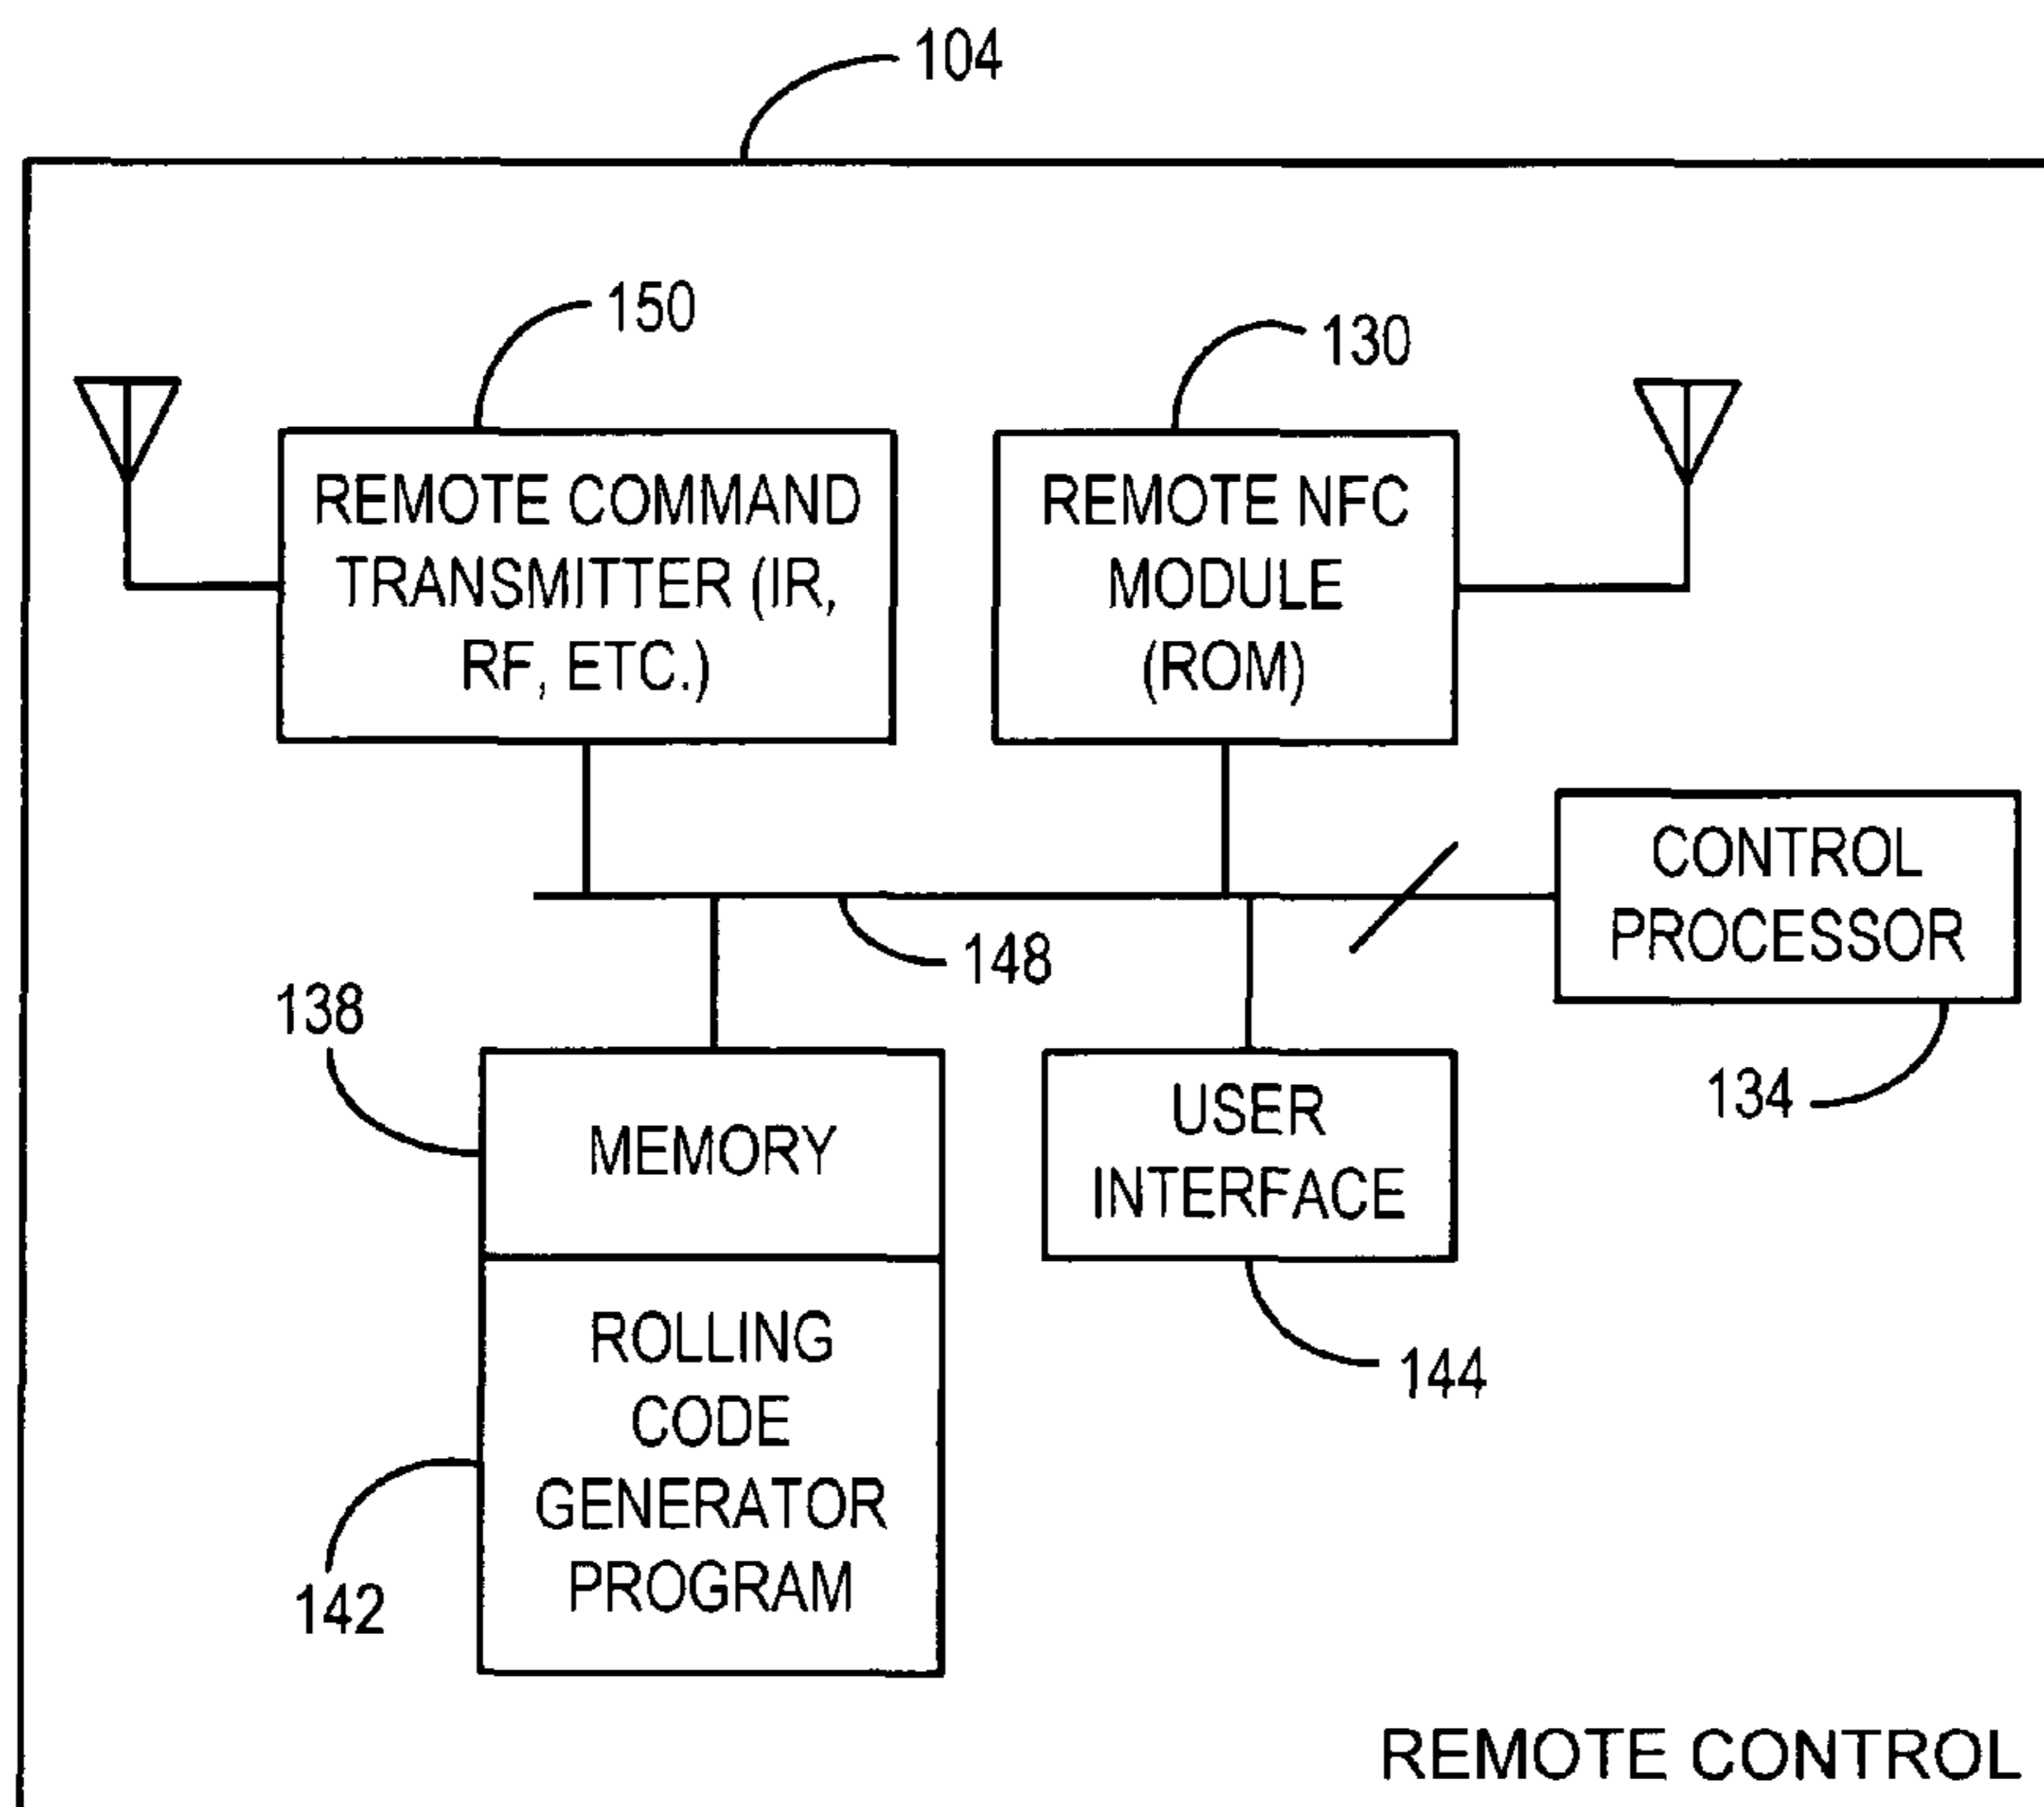 104
150
130
REMOTE COMMAND
TRANSMITTER (IR,
RF, ETC.)
REMOTE NFC
MODULE
(ROM)
CONTROL
PROCESSOR
148
138
134
MEMORY
USER
INTERFACE
ROLLING
CODE
GENERATOR
PROGRAM
144
142
REMOTE CONTROL